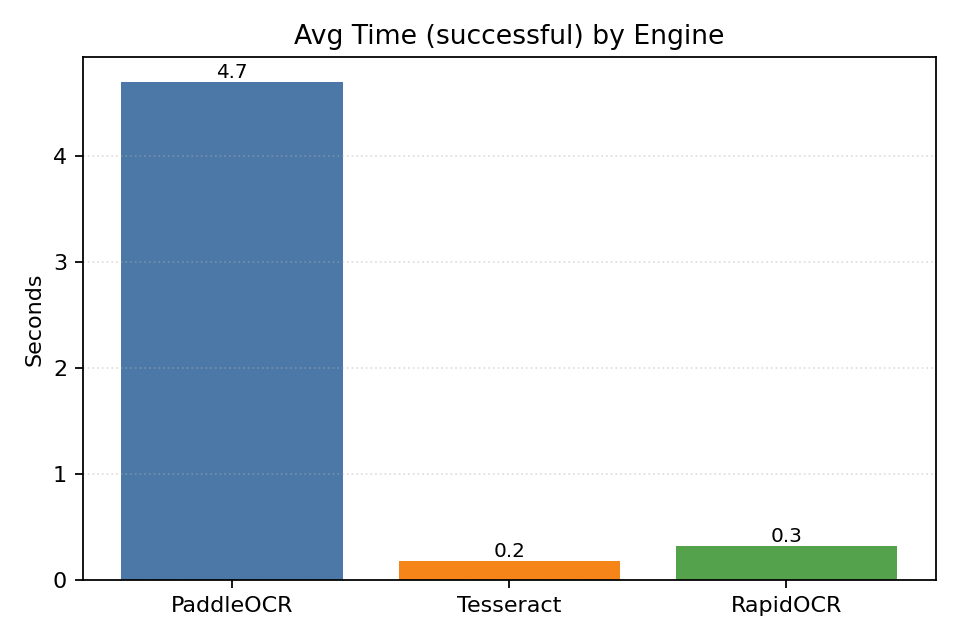 Avg Time (successful) by Engine
4.7
4
3
2
1
0
Seconds
0.2
0.3
PaddleOCR
Tesseract
RapidOCR